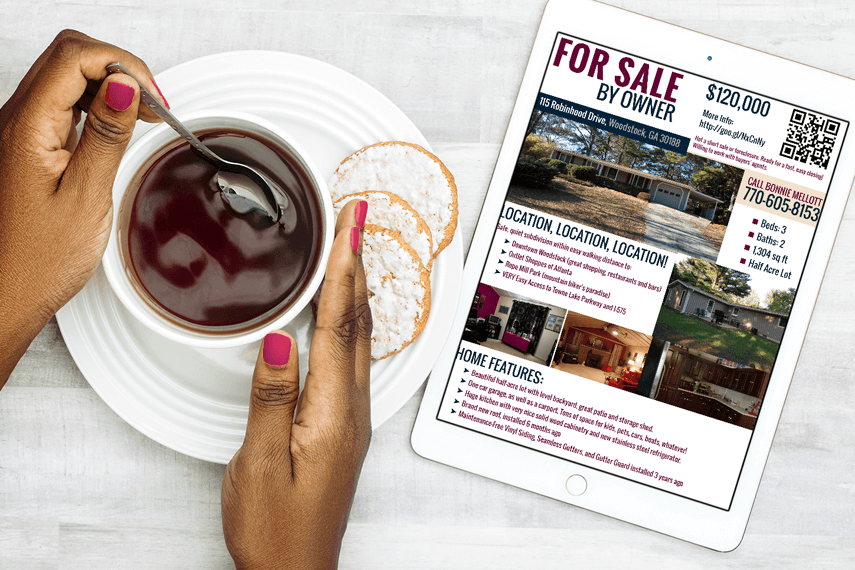 FOR SALE
BY OWNER
115 Robinhood Drive, Woodstock, GA 30188
$120,000
More Info:
http://goo.gl/NxCnNy
Not a short sale or foreclosure. Ready for a fast, easy closing!
Willing to work with buyers' agents.
CALL BONNIE MELLOTT
770-605-8153
Beds: 3
Baths: 2
1,304 sq ft
Half Acre Lot
LOCATION, LOCATION, LOCATION!
Safe, quiet subdivision within easy walking distance to:
Downtown Woodstock (great shopping, restaurants and bars)
Outlet Shoppes of Atlanta
Rope Mill Park (mountain biker's paradise)
VERY Easy Access to Towne Lake Parkway and I-575
HOME FEATURES:
Beautiful half-acre lot with level backyard, great patio and storage shed.
One car garage, as well as a carport. Tons of space for kids, pets, cars, boats, whatever!
Huge kitchen with very nice solid wood cabinetry and new stainless steel refrigerator.
Brand new roof, installed 6 months ago
Maintenance-Free Vinyl Siding, Seamless Gutters, and Gutter Guard installed 3 years ago